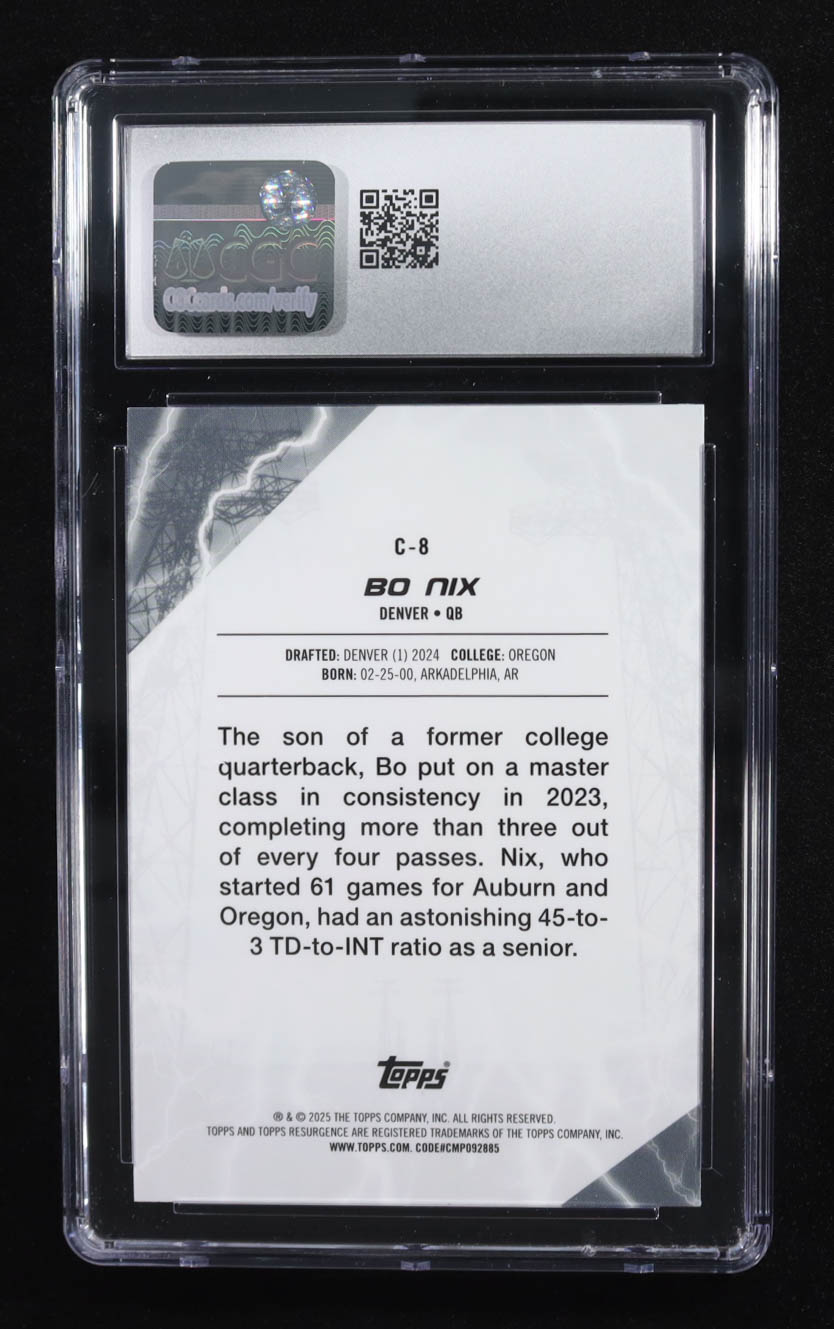 CGC
CGCcards.com/verify
C-8
BO NIX
DENVER • QB
DRAFTED: DENVER (1) 2024 COLLEGE: OREGON
BORN: 02-25-00, ARKADELPHIA, AR
The son of a former college
quarterback, Bo put on a master
class in consistency in 2023,
completing more than three out
of every four passes. Nix, who
started 61 games for Auburn and
Oregon, had an astonishing 45-to-
3 TD-to-INT ratio as a senior.
topps®
® & © 2025 THE TOPPS COMPANY, INC. ALL RIGHTS RESERVED.
TOPPS AND TOPPS RESURGENCE ARE REGISTERED TRADEMARKS OF THE TOPPS COMPANY, INC.
WWW.TOPPS.COM. CODE#CMP092885